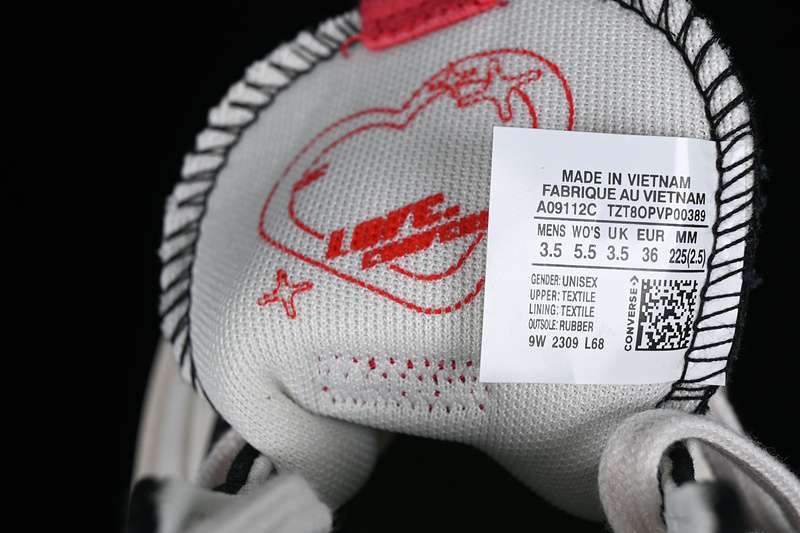 Love,
MADE IN VIETNAM
FABRIQUE AU VIETNAM
A09112C TZT8OPVP00389
MENS WO'S UK EUR MM
3.5 5.5 3.5 36 225(2.5)
GENDER: UNISEX
UPPER: TEXTILE
LINING: TEXTILE
OUTSOLE: RUBBER
9W 2309 L68
CONVERSE